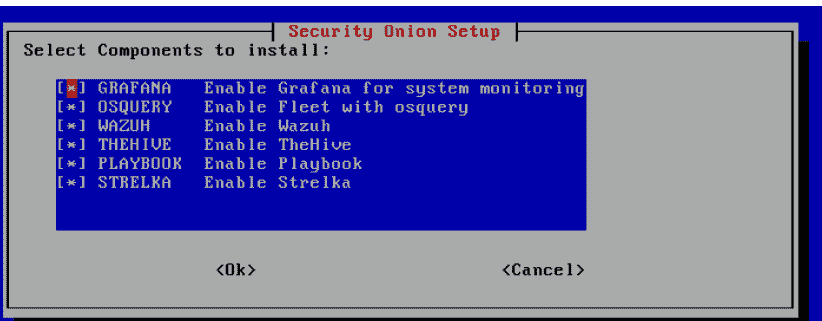 Security Onion Setup
Select Components to install:
[*] GRAFANA Enable Grafana for system monitoring
[*] OSQUERY Enable Fleet with osquery
[*] WAZUH Enable Wazuh
[*] THEHIVE Enable TheHive
[*] PLAYBOOK Enable Playbook
[*] STRELKA Enable Strelka
<Ok> <Cancel>